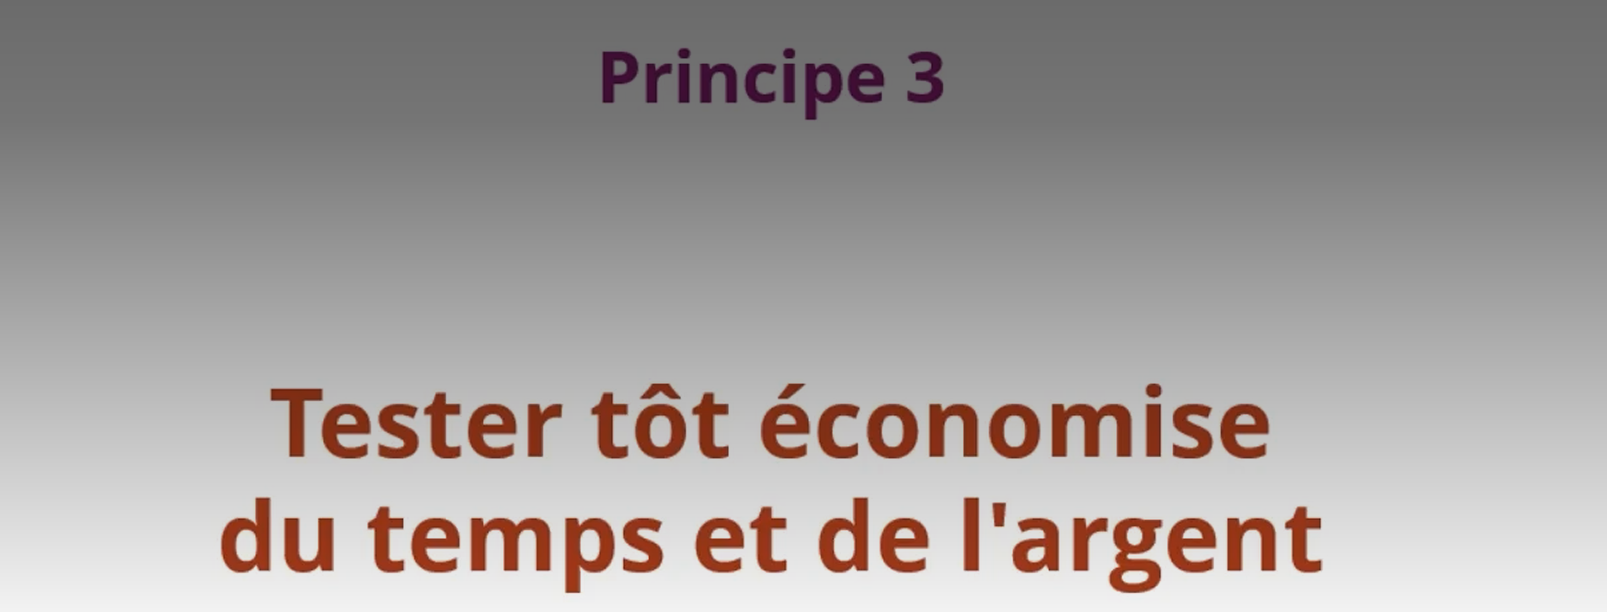 Principe 3
Tester tôt économise
du temps et de l'argent